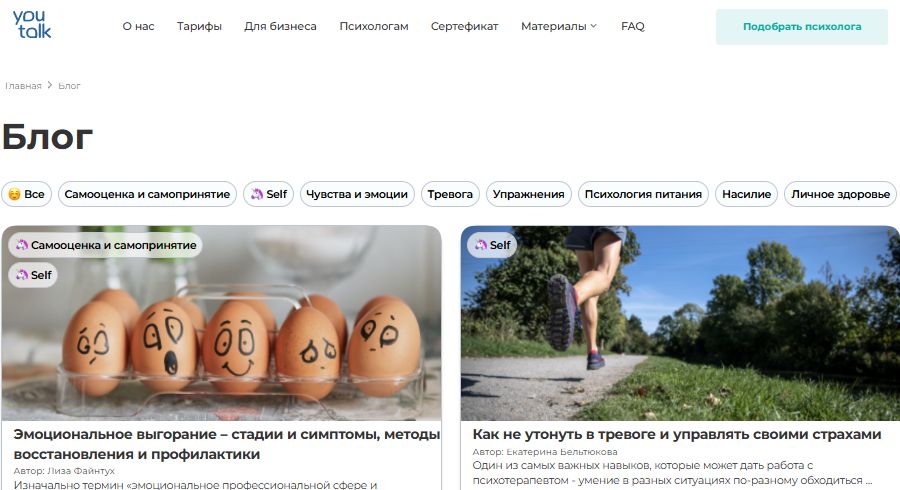 you
talk
О нас Тарифы Для бизнеса Психологам Сертификат Материалы FAQ Подобрать психолога
Главная > Блог
Блог
Все Самооценка и самопринятие Self Чувства и эмоции Тревога Упражнения Психология питания Насилие Личное здоровье
Самооценка и самопринятие
Self
Self
Эмоциональное выгорание – стадии и симптомы, методы
восстановления и профилактики
Автор: Лиза Файнтух
Изначально термин «эмоциональное профессиональной сфере и
Как не утонуть в тревоге и управлять своими страхами
Автор: Екатерина Бельтюкова
Один из самых важных навыков, которые может дать работа с
психотерапевтом - умение в разных ситуациях по-разному обходиться ...